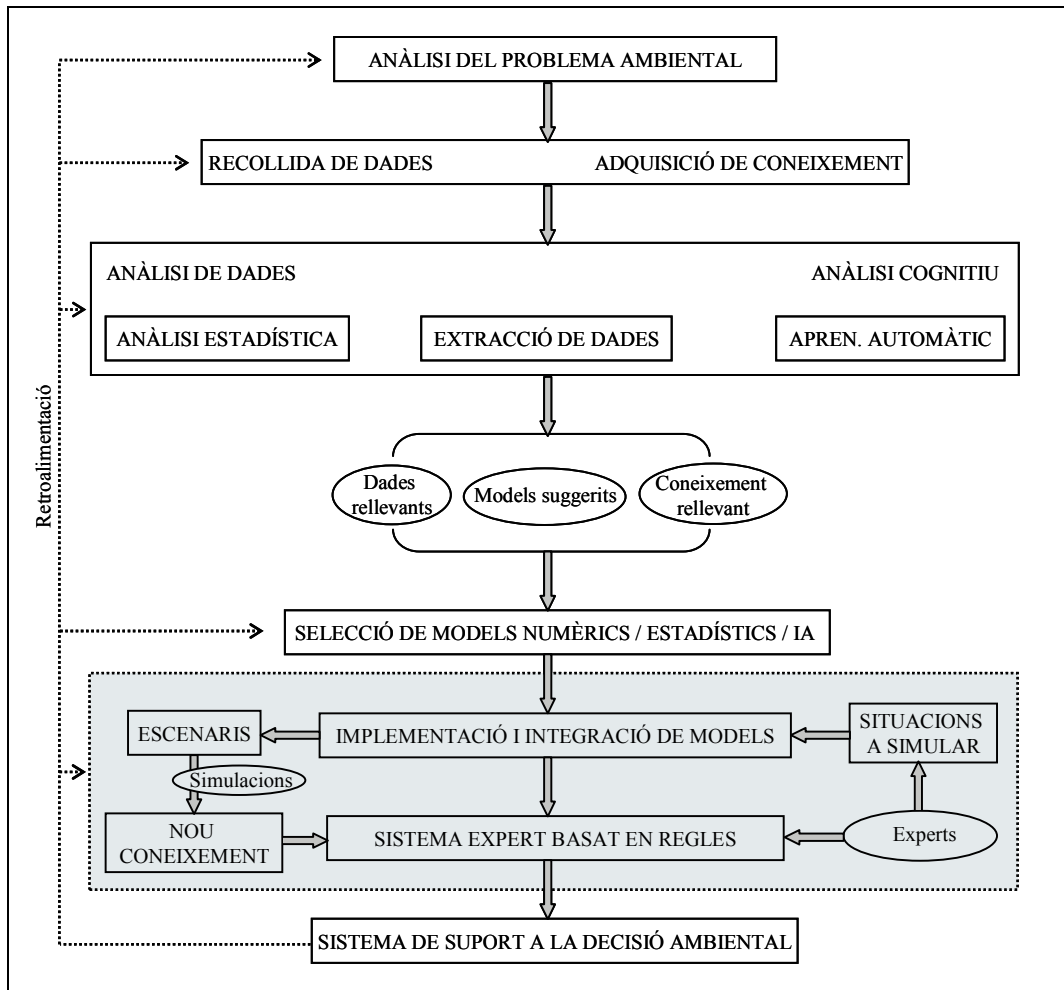 ANÀLISI DEL PROBLEMA AMBIENTAL
RECOLLIDA DE DADES
ADQUISICIÓ DE CONEIXEMENT
ANÀLISI DE DADES
ANÀLISI COGNITIU
ANÀLISI ESTADÍSTICA
EXTRACCIÓ DE DADES
APREN. AUTOMÀTIC
Retroalimentació
Dades
rellevants
Models suggerits
Coneixement
rellevant
SELECCIÓ DE MODELS NUMÈRICS / ESTADÍSTICS / IA
ESCENARIS
IMPLEMENTACIÓ I INTEGRACIÓ DE MODELS
SITUACIONS
A SIMULAR
Simulacions
NOU
CONEIXEMENT
SISTEMA EXPERT BASAT EN REGLES
Experts
SISTEMA DE SUPORT A LA DECISIÓ AMBIENTAL